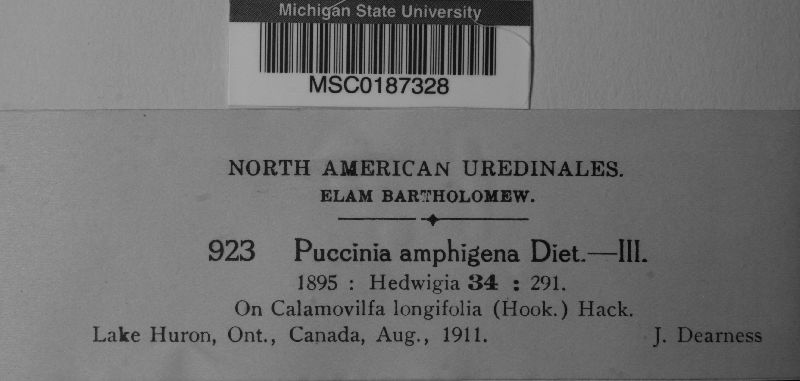 Michigan State University
MSC0187328
NORTH AMERICAN UREDINALES.
ELAM BARTHOLOMEW.
923 Puccinia amphigena Diet.—III.
1895 : Hedwigia 34 : 291.
On Calamovilfa longifolia (Hook.) Hack.
Lake Huron, Ont., Canada, Aug., 1911. J. Dearness